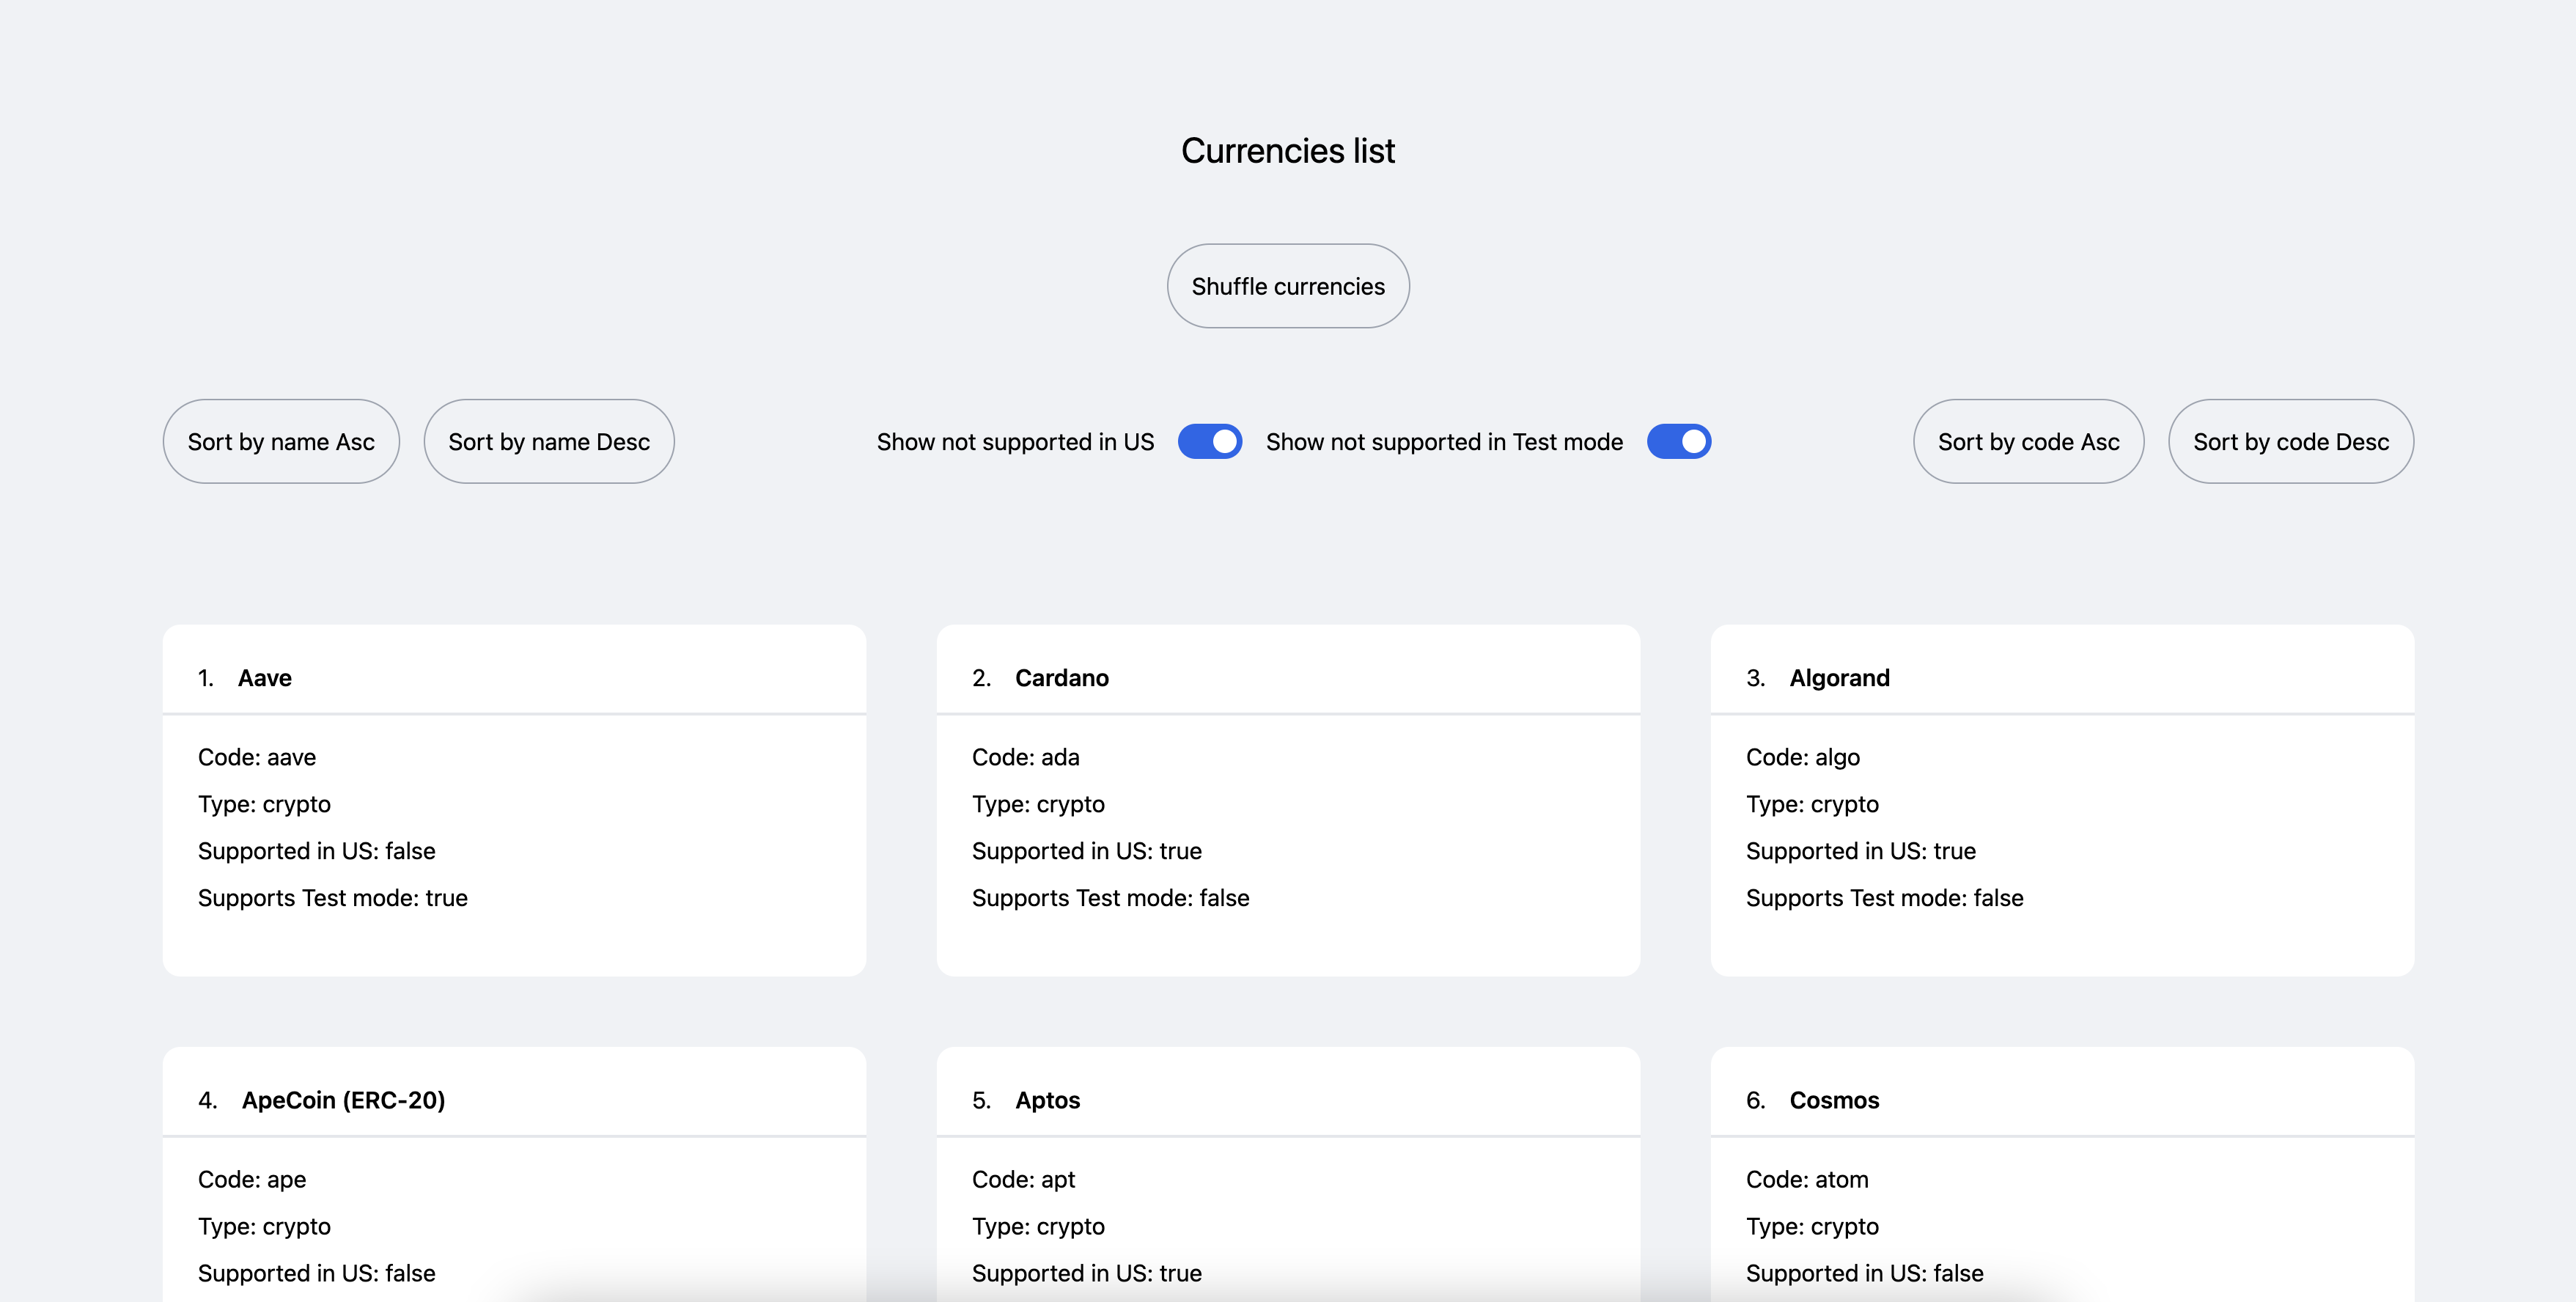 Currencies list
Shuffle currencies
Sort by name Asc
Sort by name Desc
Show not supported in US
Show not supported in Test mode
Sort by code Asc
Sort by code Desc
1. Aave
Code: aave
Type: crypto
Supported in US: false
Supports Test mode: true
2. Cardano
Code: ada
Type: crypto
Supported in US: true
Supports Test mode: false
3. Algorand
Code: algo
Type: crypto
Supported in US: true
Supports Test mode: false
4. ApeCoin (ERC-20)
Code: ape
Type: crypto
Supported in US: false
5. Aptos
Code: apt
Type: crypto
Supported in US: true
6. Cosmos
Code: atom
Type: crypto
Supported in US: false